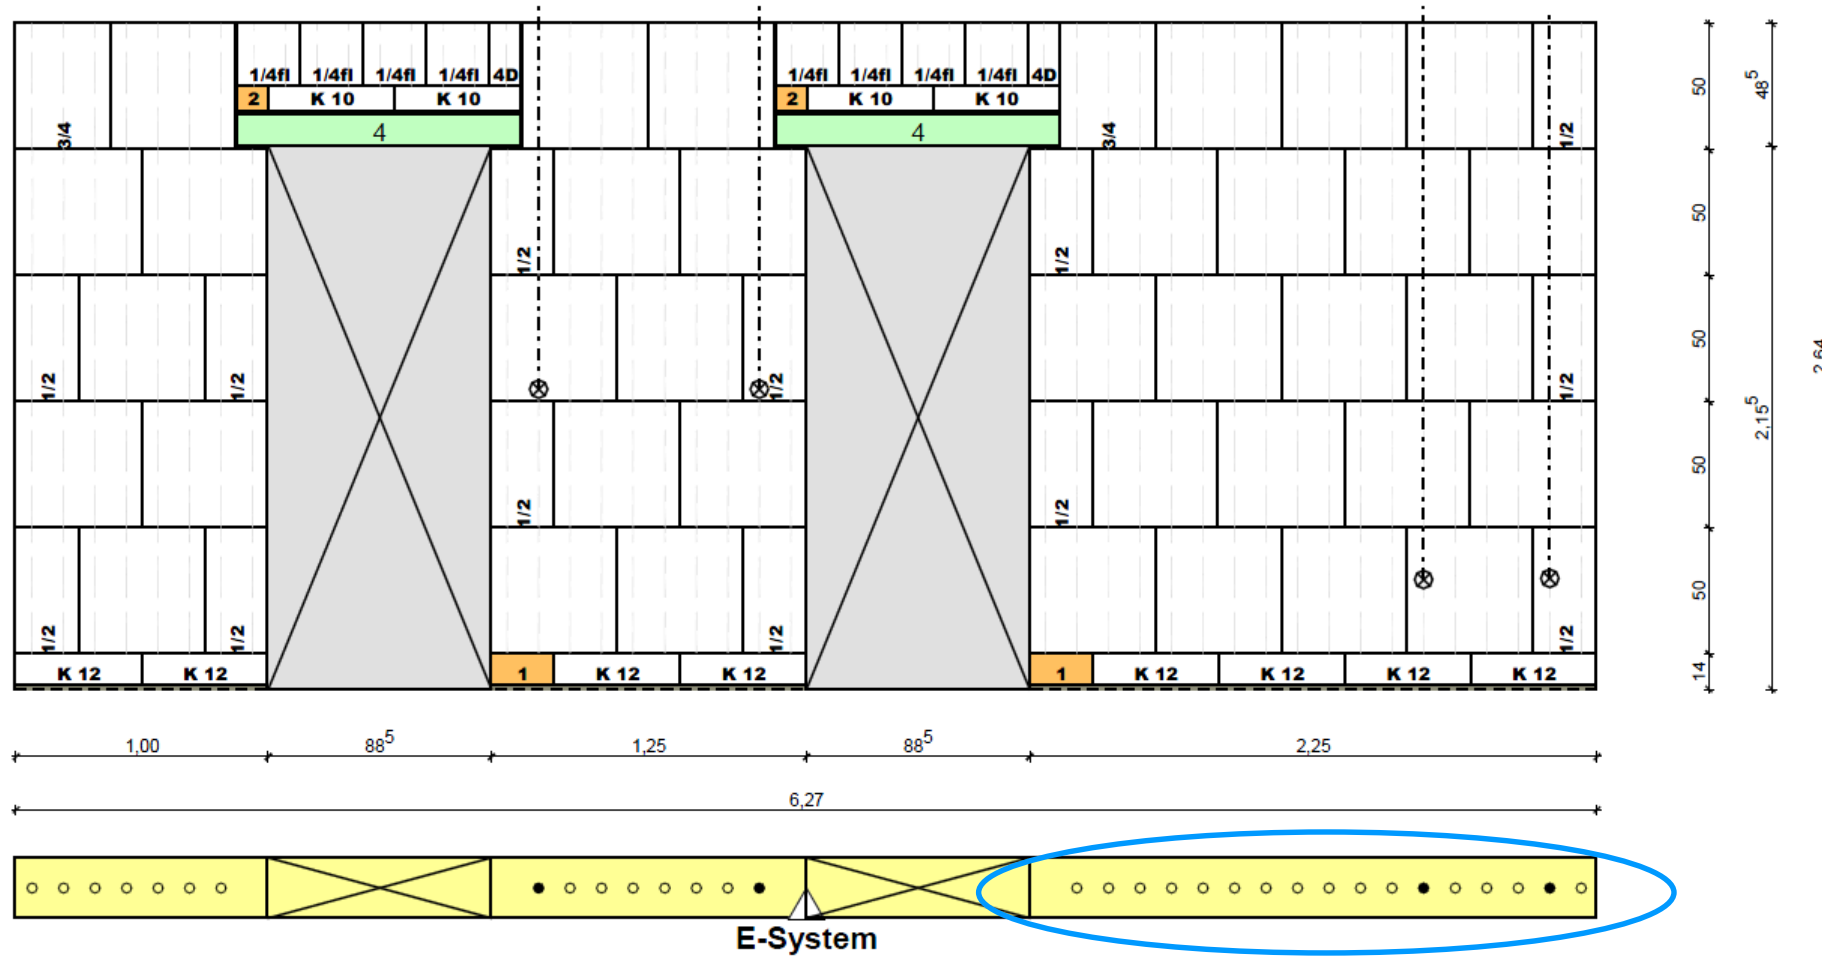 1/4fl 1/4fl 1/4fl 1/4fl 4D 1/4fl 1/4fl 1/4fl 1/4fl 4D
2 K 10 K 10 2 K 10 K 10
3/4 4 4 3/4 1/2
1/2 1/2
1/2 1/2 1/2 1/2
1/2 1/2
1/2 1/2 1/2 1/2
K 12 K 12 1 K 12 K 12 1 K 12 K 12 K 12 K 12
50 50 50 50 50 14
48⁵ 2,15⁵
2,64
1,00 88⁵ 1,25 88⁵ 2,25
6,27
E-System